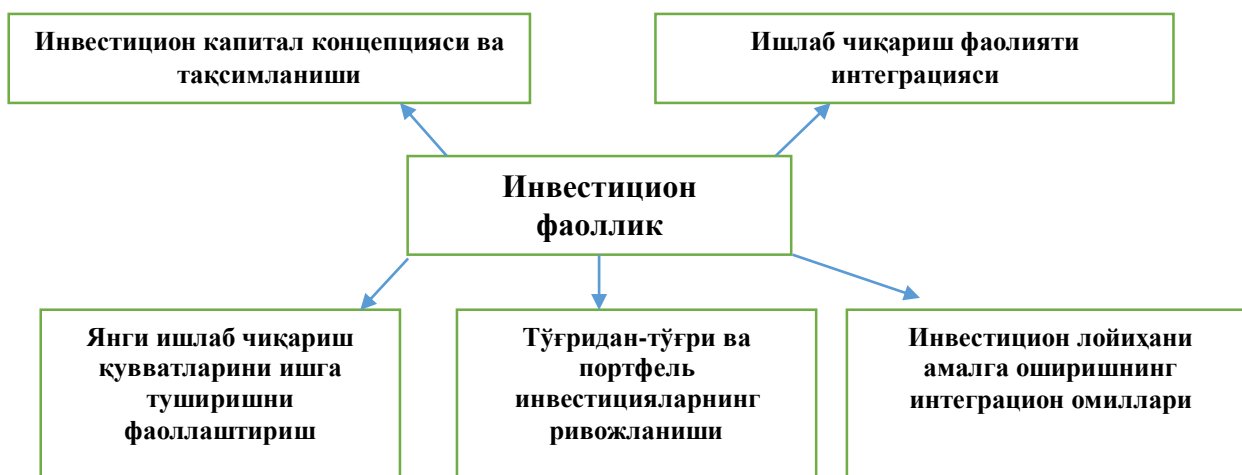 Инвестицион капитал концепцияси ва
тақсимланиши
Ишлаб чиқариш фаолияти
интеграцияси
Инвестицион
фаоллик
Янги ишлаб чиқариш
қувватларини ишга
туширишни
фаоллаштириш
Тўғридан-тўғри ва
портфель
инвестицияларнинг
ривожланиши
Инвестицион лойиҳани
амалга оширишнинг
интеграцион омиллари